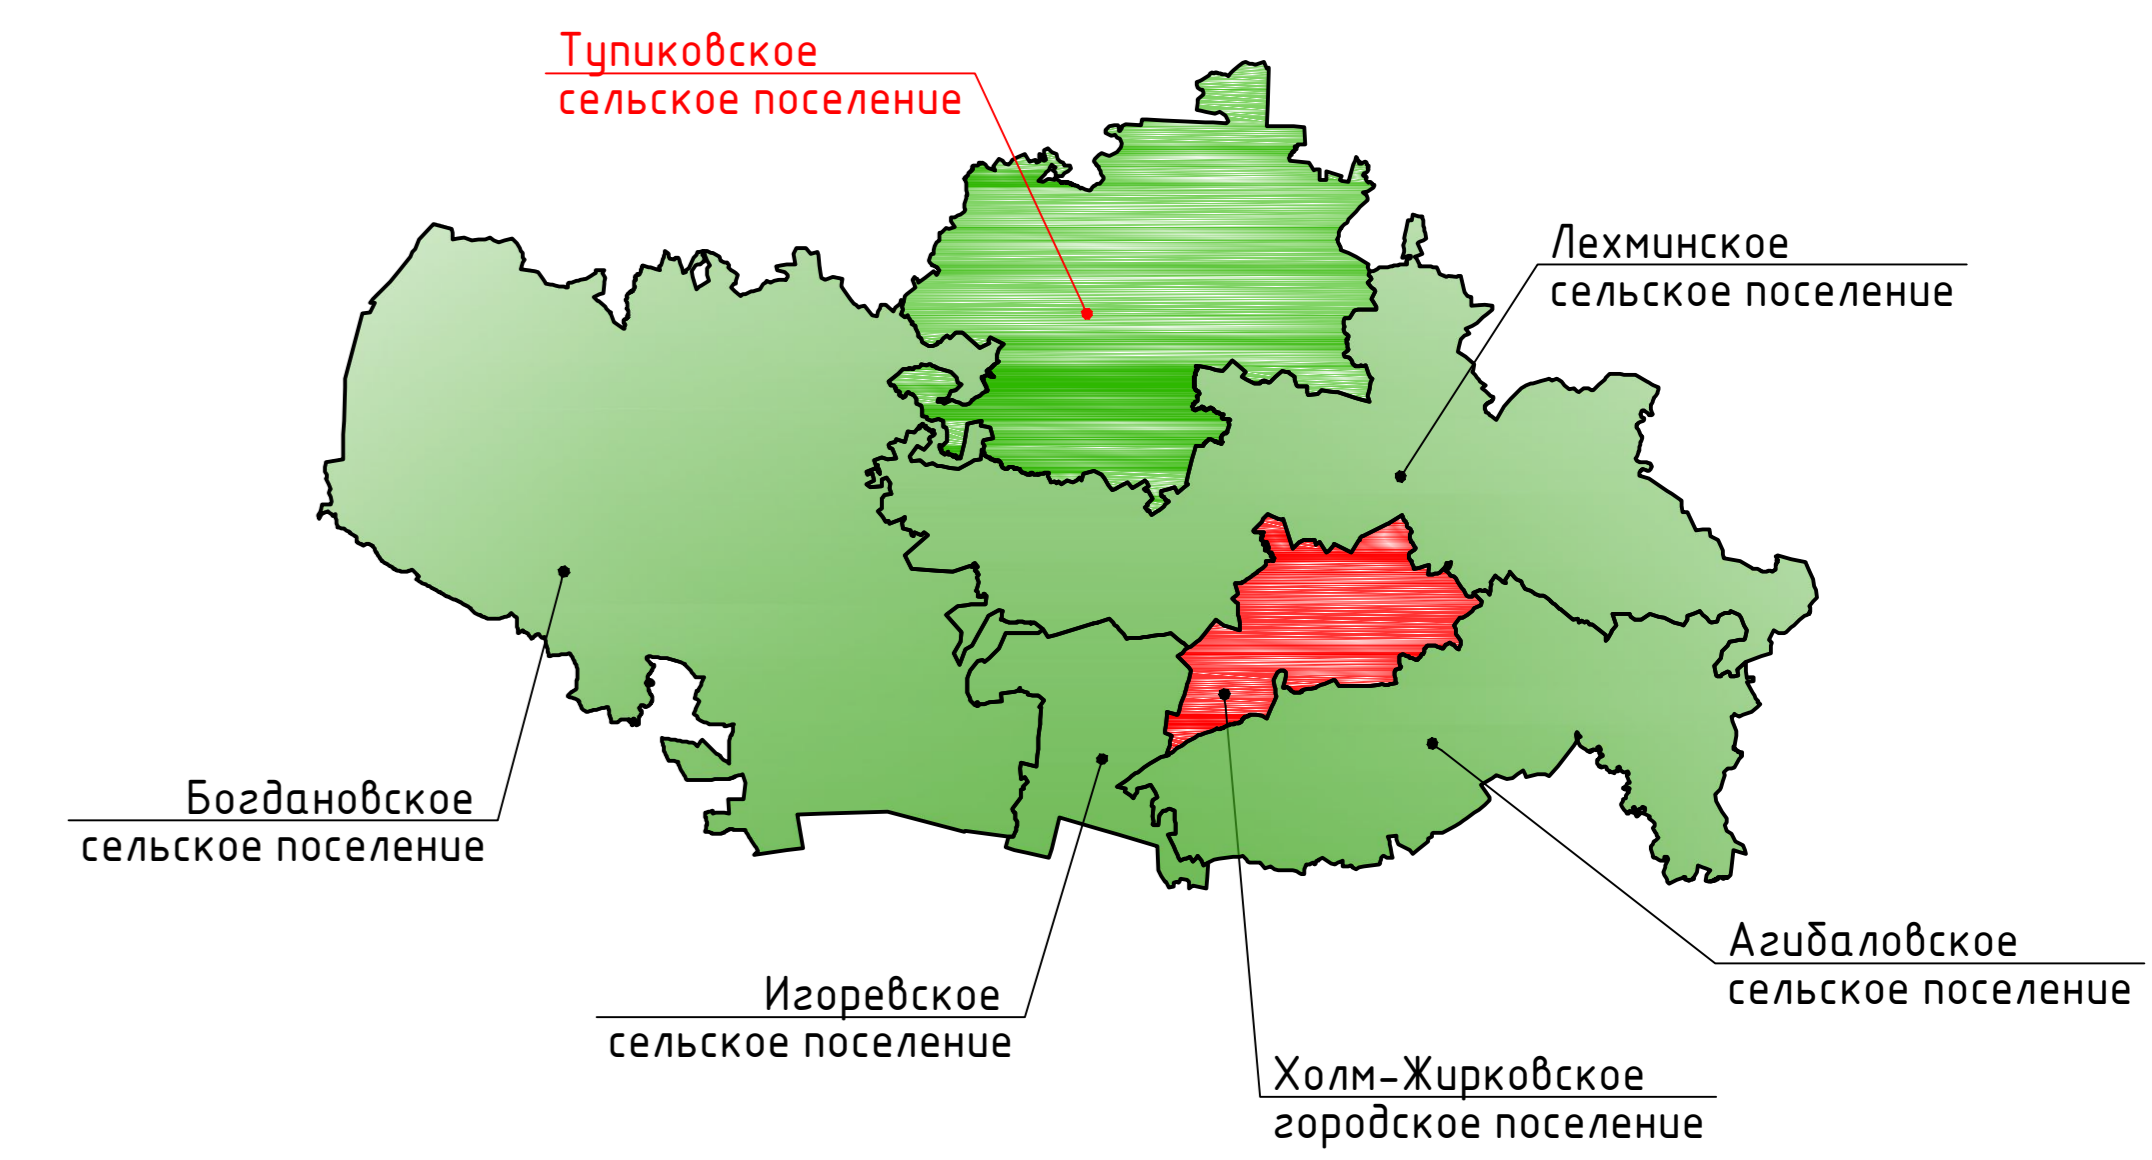 Тупиковское
сельское поселение
Лехминское
сельское поселение
Богдановское
сельское поселение
Игоревское
сельское поселение
Агибаловское
сельское поселение
Холм-Жирковское
городское поселение